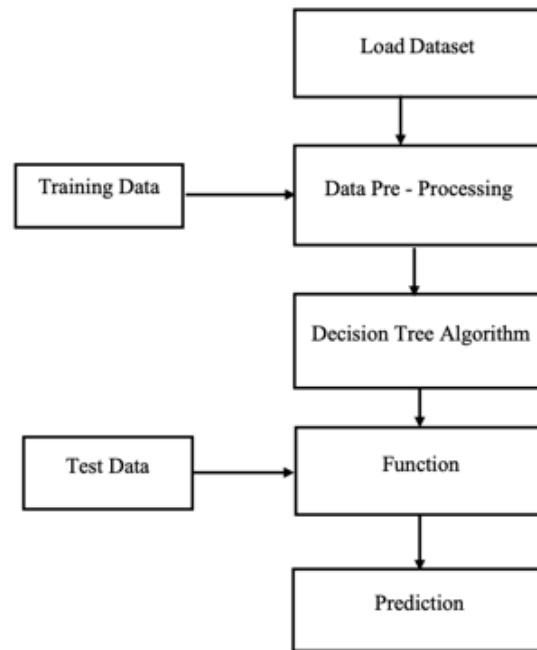 Load Dataset
Training Data
Data Pre - Processing
Decision Tree Algorithm
Test Data
Function
Prediction